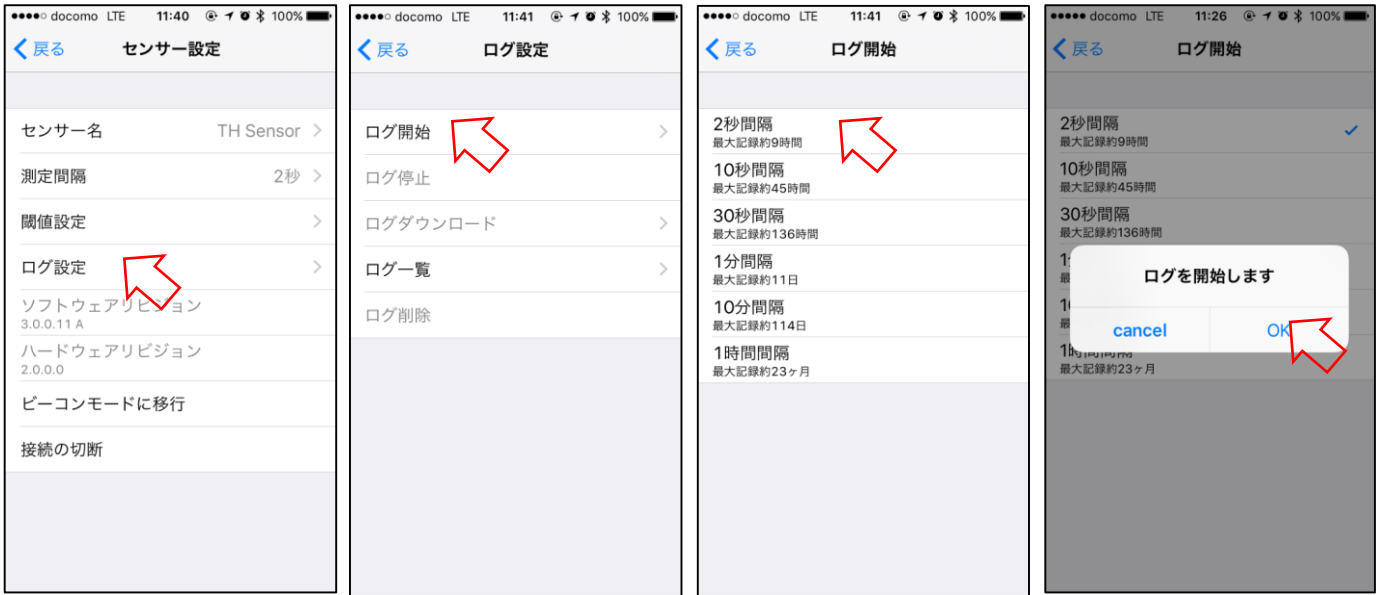 docomo LTE 11:40 100%
戻る センサー設定
センサー名 TH Sensor
測定間隔 2秒
閾値設定
ログ設定
ソフトウェアリビジョン
3.0.0.11 A
ハードウェアリビジョン
2.0.0.0
ビーコンモードに移行
接続の切断
docomo LTE 11:41 100%
戻る ログ設定
ログ開始
ログ停止
ログダウンロード
ログ一覧
ログ削除
docomo LTE 11:41 100%
戻る ログ開始
2秒間隔
最大記録約9時間
10秒間隔
最大記録約45時間
30秒間隔
最大記録約136時間
1分間隔
最大記録約11日
10分間隔
最大記録約114日
1時間間隔
最大記録約23ヶ月
docomo LTE 11:26 100%
戻る ログ開始
2秒間隔
最大記録約9時間
10秒間隔
最大記録約45時間
30秒間隔
最大記録約136時間
ログを開始します
cancel OK
1時間間隔
最大記録約23ヶ月